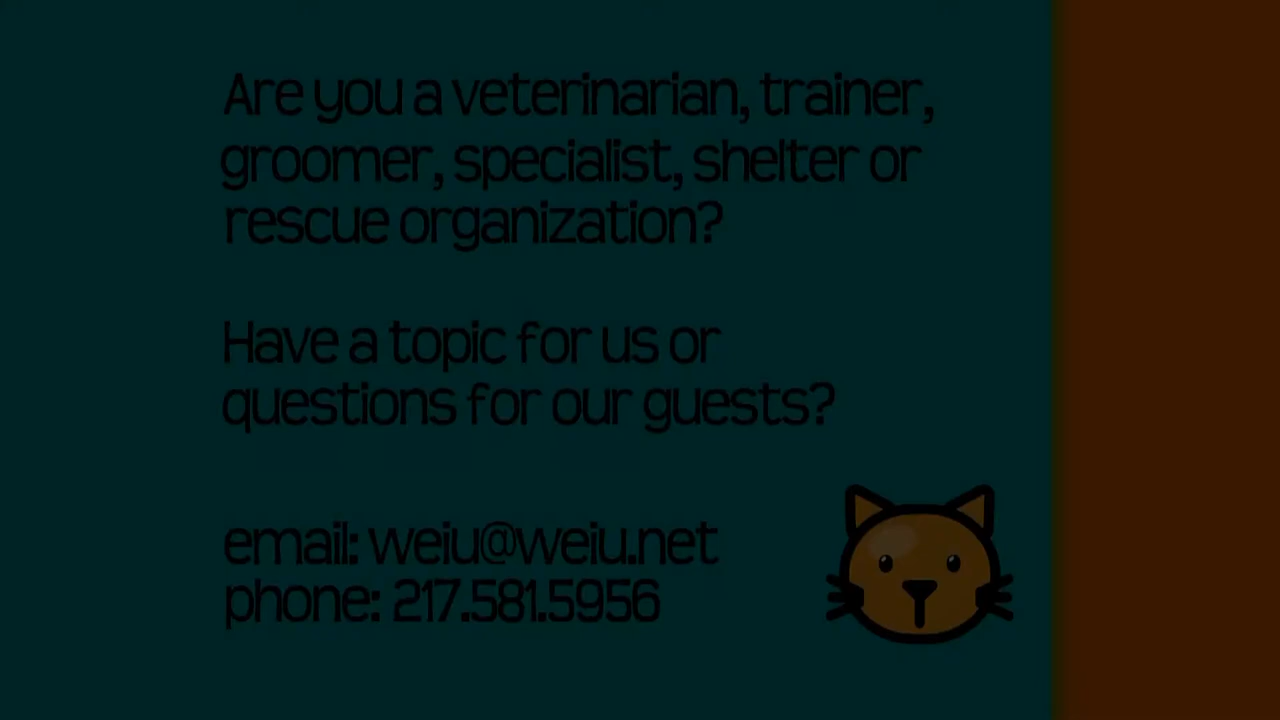 Are you a veterinarian, trainer,
groomer, specialist, shelter or
rescue organization?
Have a topic for us or
questions for our guests?
email: weiu@weiu.net
phone: 217.581.5956